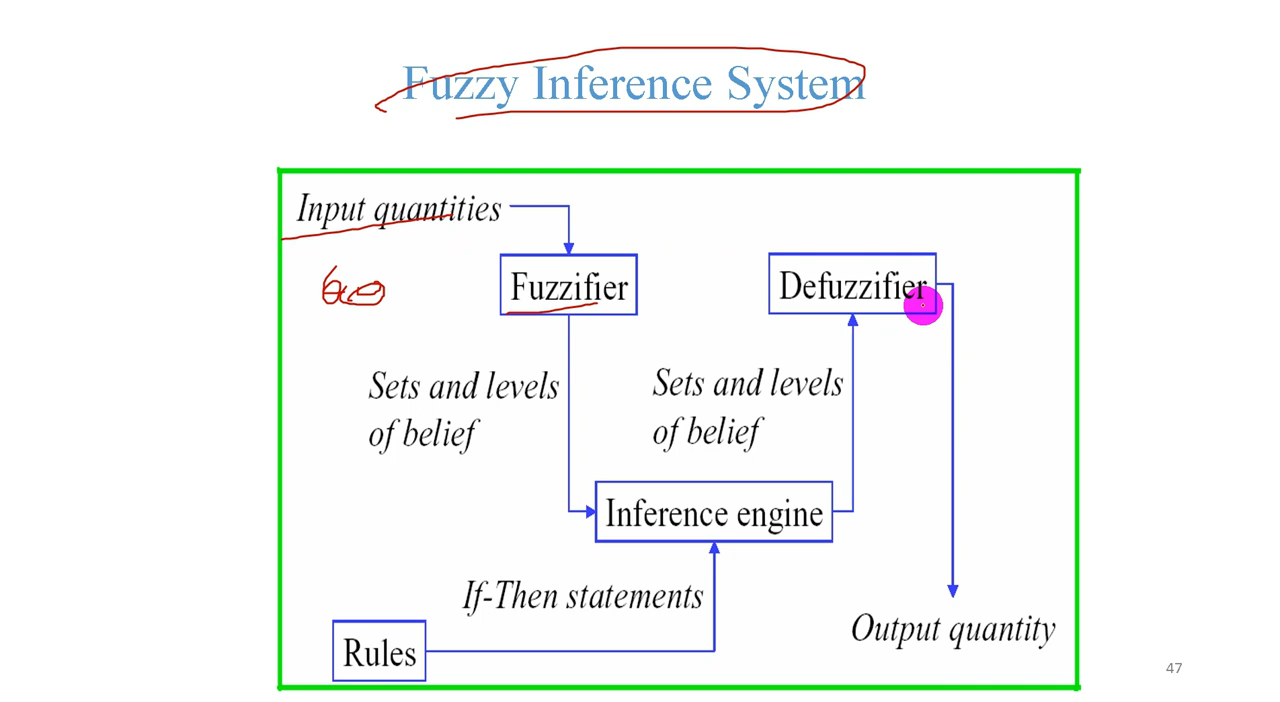 Fuzzy Inference System
Input quantities
Fuzzifier
Defuzzifier
Sets and levels
of belief
Sets and levels
of belief
Inference engine
If-Then statements
Rules
Output quantity
47